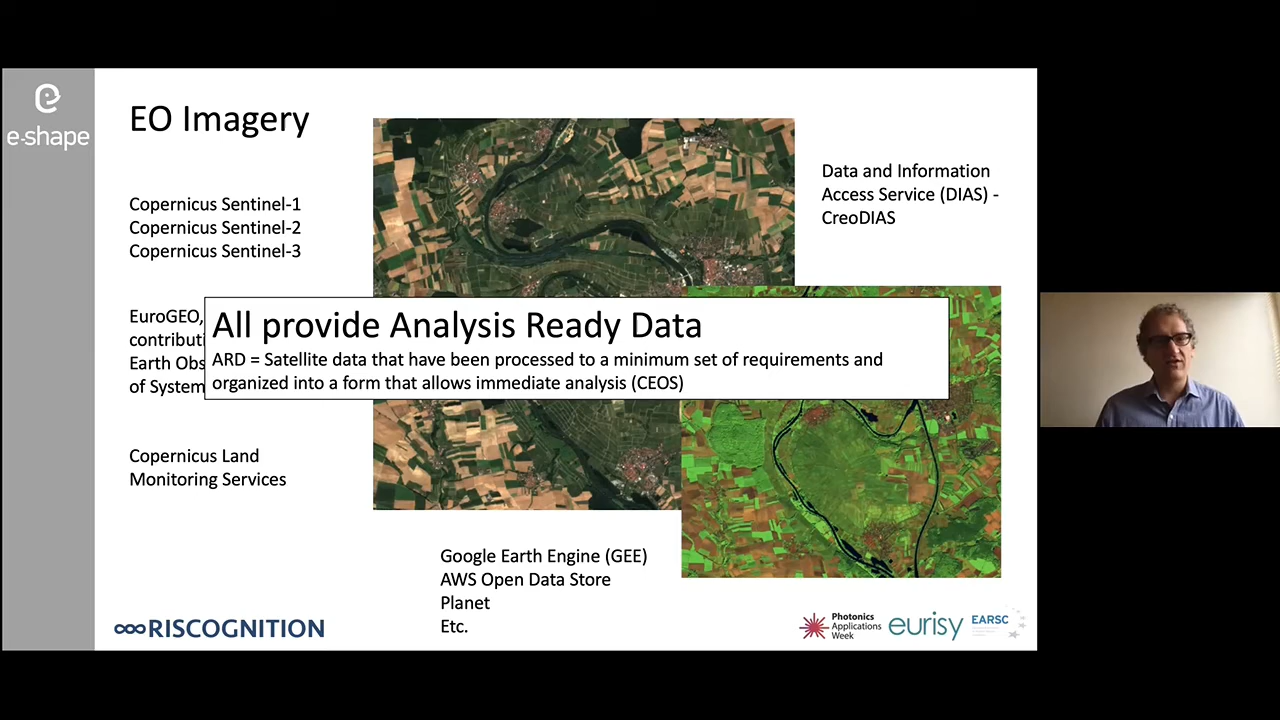 e-shape
EO Imagery
Copernicus Sentinel-1
Copernicus Sentinel-2
Copernicus Sentinel-3
Data and Information
Access Service (DIAS) -
CreoDIAS
EuroGEO,
contributi
Earth Obs
of System
All provide Analysis Ready Data
ARD = Satellite data that have been processed to a minimum set of requirements and
organized into a form that allows immediate analysis (CEOS)
Copernicus Land
Monitoring Services
Google Earth Engine (GEE)
AWS Open Data Store
Planet
Etc.
RISCOGNITION
Photonics
Applications
Week
eurisy
EARSC